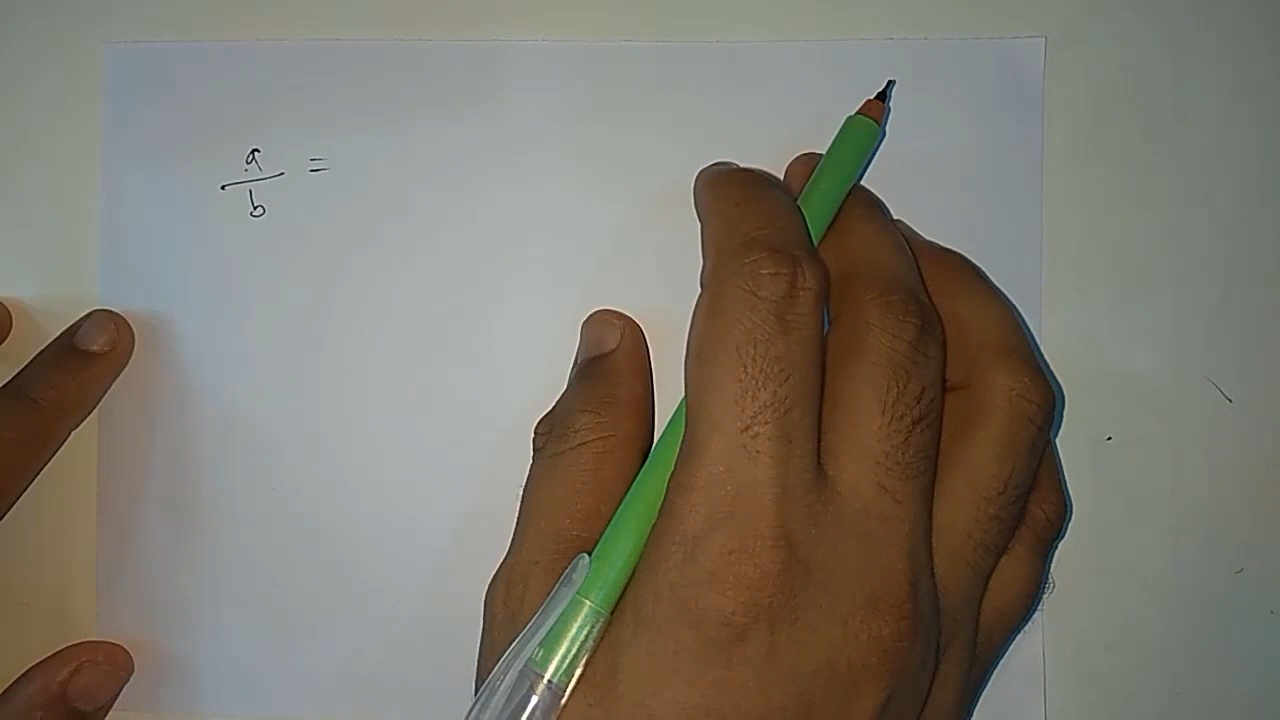 a/b =